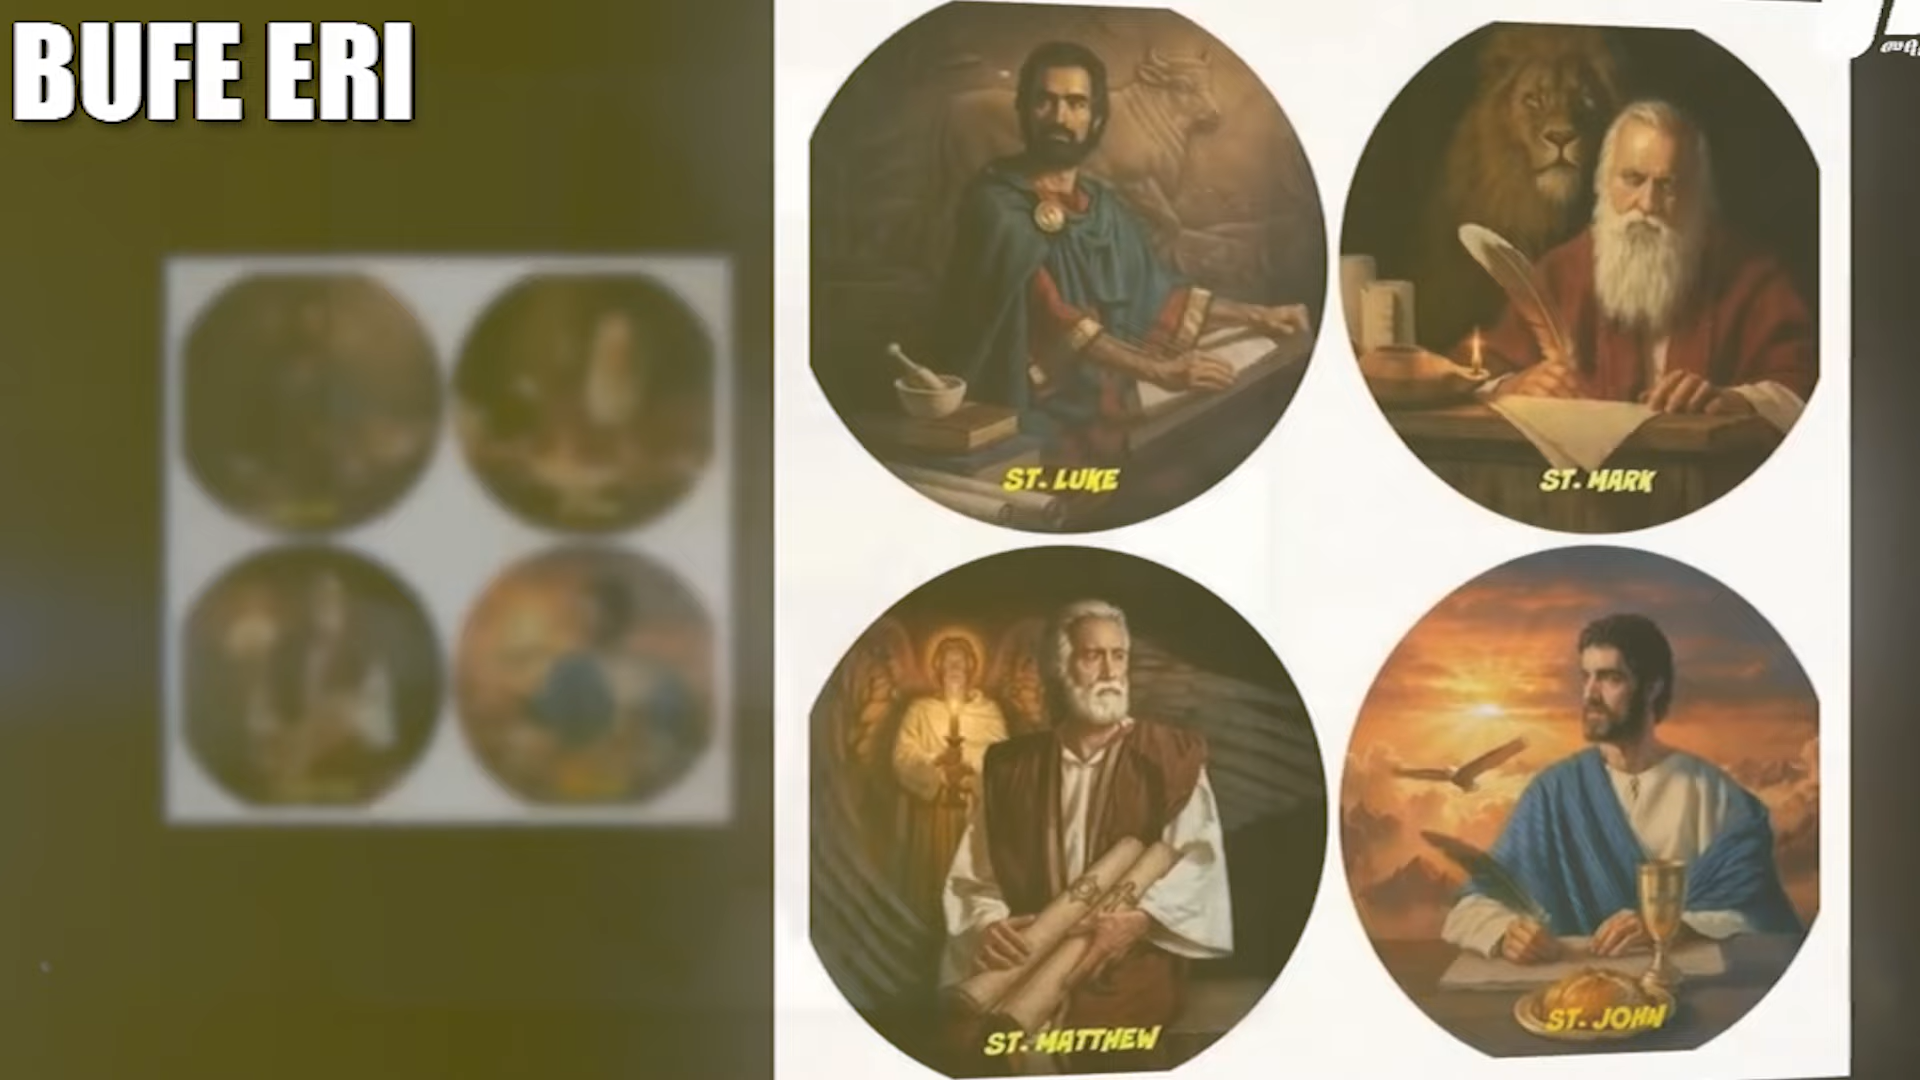 BUFE ERI
ST. LUKE
ST. MARK
ST. MATTHEW
ST. JOHN